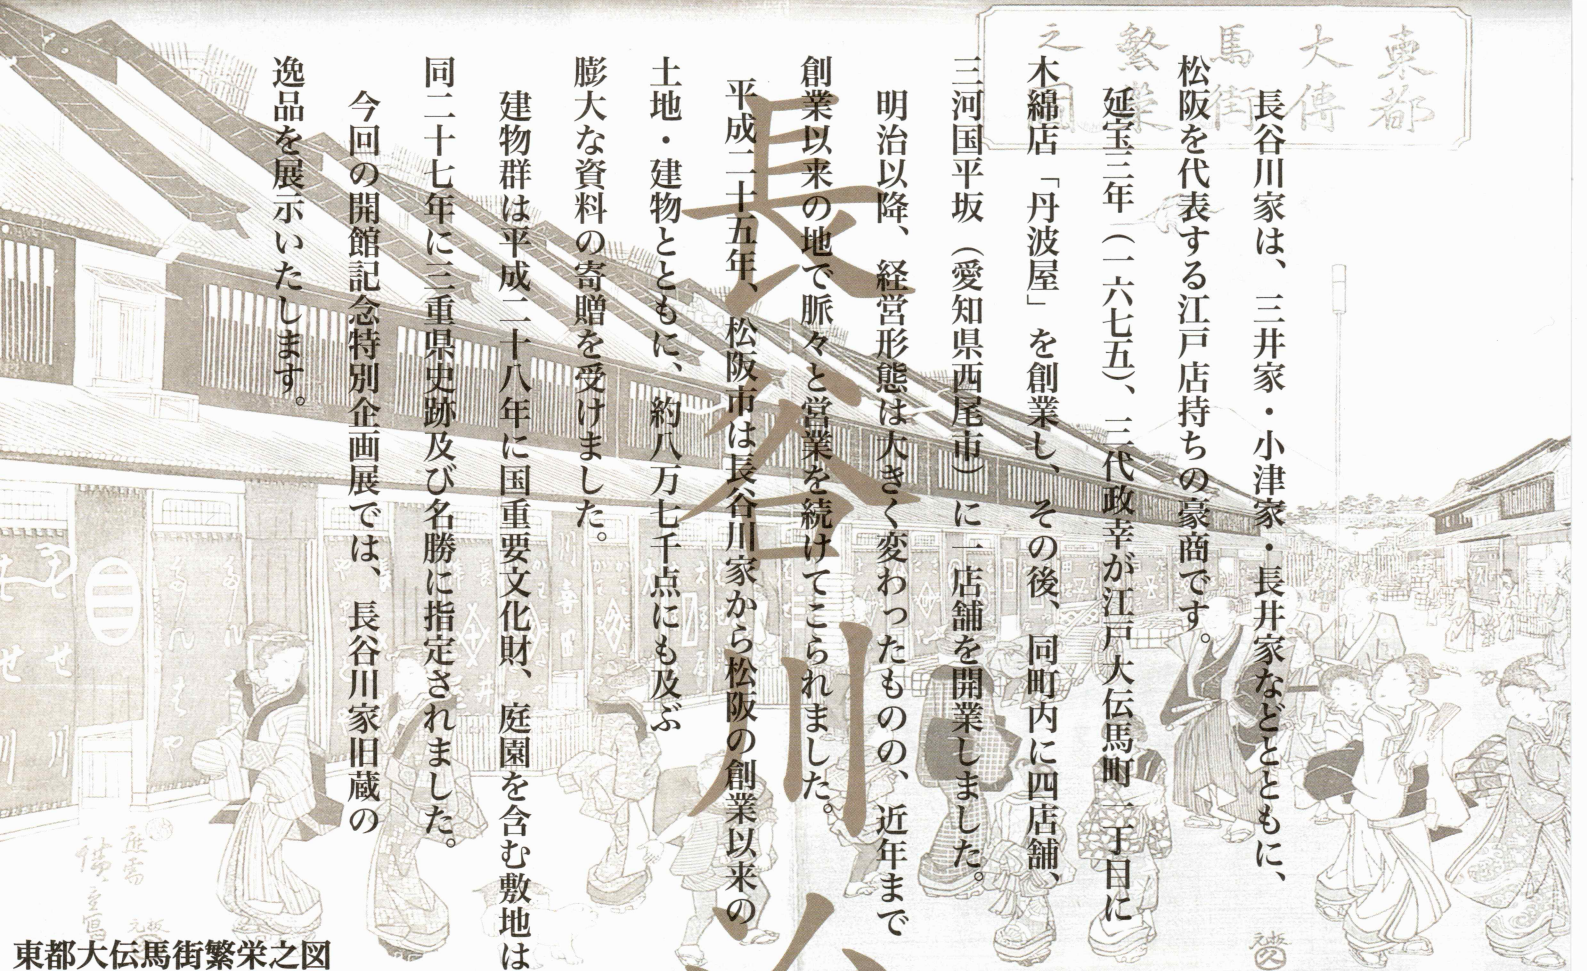 東都
大傳
馬街
繁栄
之図
長谷川家は、三井家・小津家・長井家などとともに、
松阪を代表する江戸店持ちの豪商です。
延宝三年（一六七五）、三代政幸が江戸大伝馬町一丁目に
木綿店「丹波屋」を創業し、その後、同町内に四店舗、
三河国平坂（愛知県西尾市）に一店舗を開業しました。
明治以降、経営形態は大きく変わったものの、近年まで
創業以来の地で脈々と営業を続けてこられました。
平成二十五年、松阪市は長谷川家から松阪の創業以来の
土地・建物とともに、約八万七千点にも及ぶ
膨大な資料の寄贈を受けました。
建物群は平成二十八年に国重要文化財、庭園を含む敷地は
同二十七年に三重県史跡及び名勝に指定されました。
今回の開館記念特別企画展では、長谷川家旧蔵の
逸品を展示いたします。
長谷川
東都大伝馬街繁栄之図